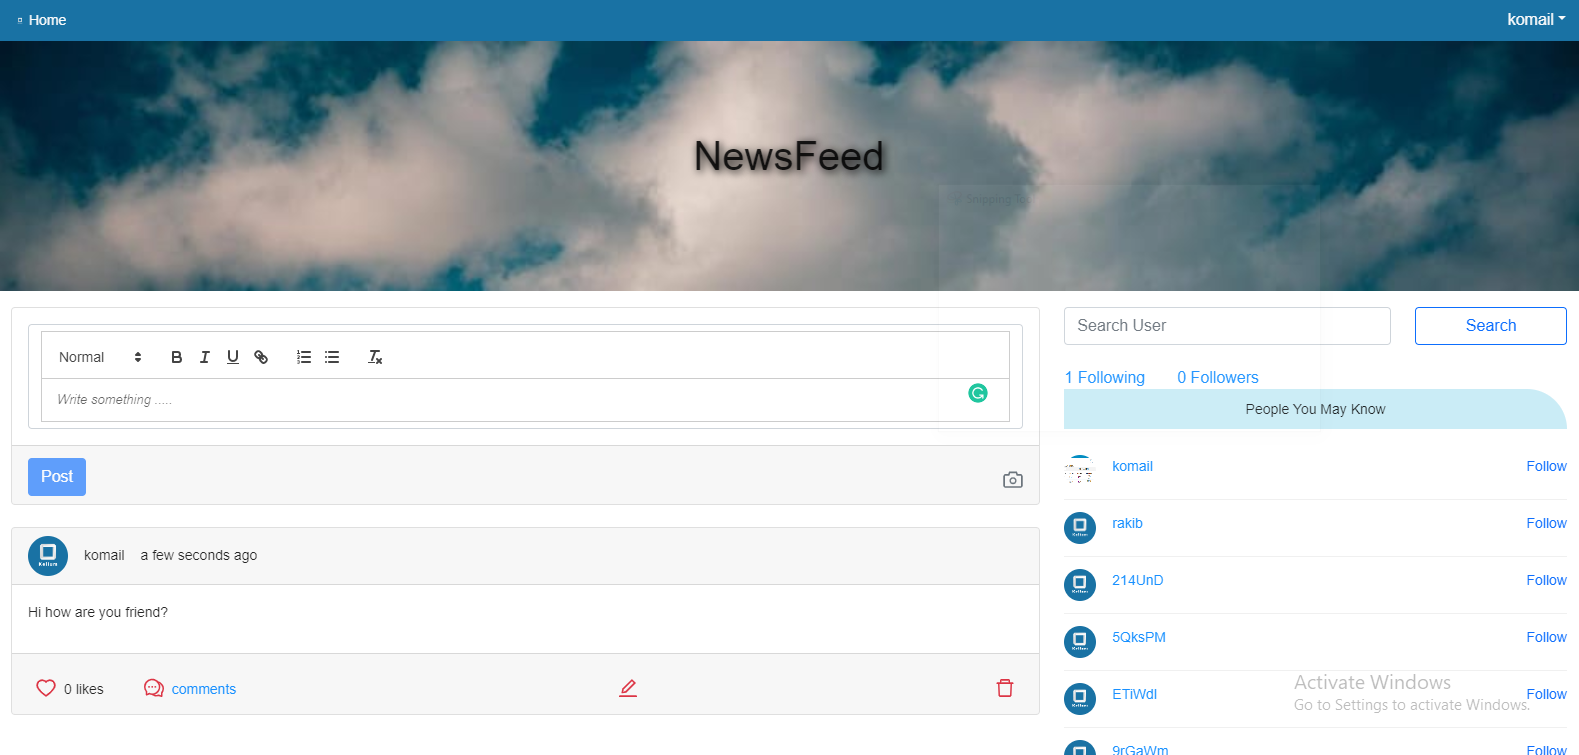 Home
komail
NewsFeed
Normal
B I U
Write something .....
Post
komail a few seconds ago
Hi how are you friend?
0 likes comments
Search User
Search
1 Following 0 Followers
People You May Know
komail Follow
rakib Follow
214UnD Follow
5QksPM Follow
ETiWdl Follow
Activate Windows
Go to Settings to activate Windows.
9rGaWm Follow